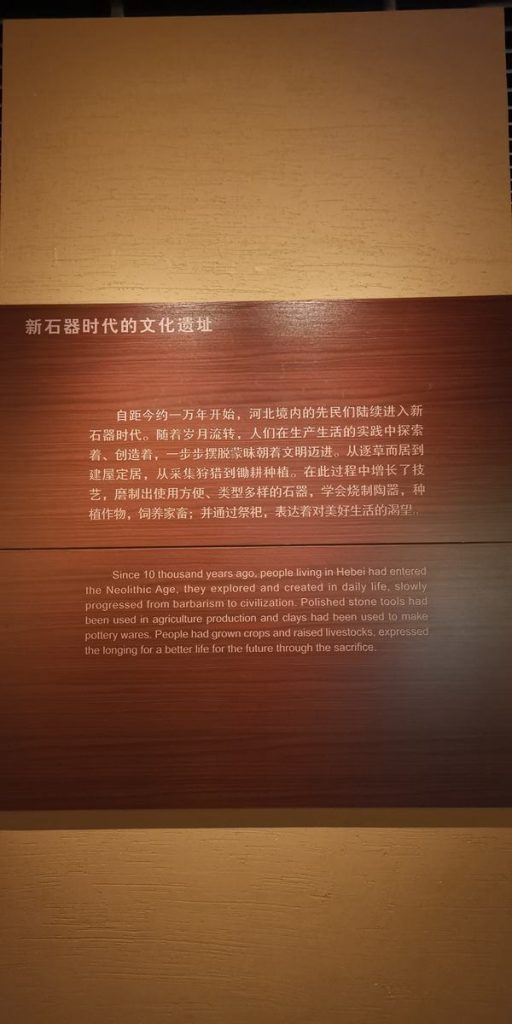 新石器时代的文化遗址
自距今约一万年开始，河北境内的先民们陆续进入新
石器时代。随着岁月流转，人们在生产生活的实践中探索
着、创造着，一步步摆脱蒙昧朝着文明迈进。从逐草而居到
建屋定居，从采集狩猎到锄耕种植。在此过程中增长了技
艺，磨制出使用方便、类型多样的石器，学会烧制陶器，种
植作物，饲养家畜；并通过祭祀，表达着对美好生活的渴望。
Since 10 thousand years ago, people living in Hebei had entered
the Neolithic Age, they explored and created in daily life, slowly
progressed from barbarism to civilization. Polished stone tools had
been used in agriculture production and clays had been used to make
pottery wares. People had grown crops and raised livestocks, expressed
the longing for a better life for the future through the sacrifice.